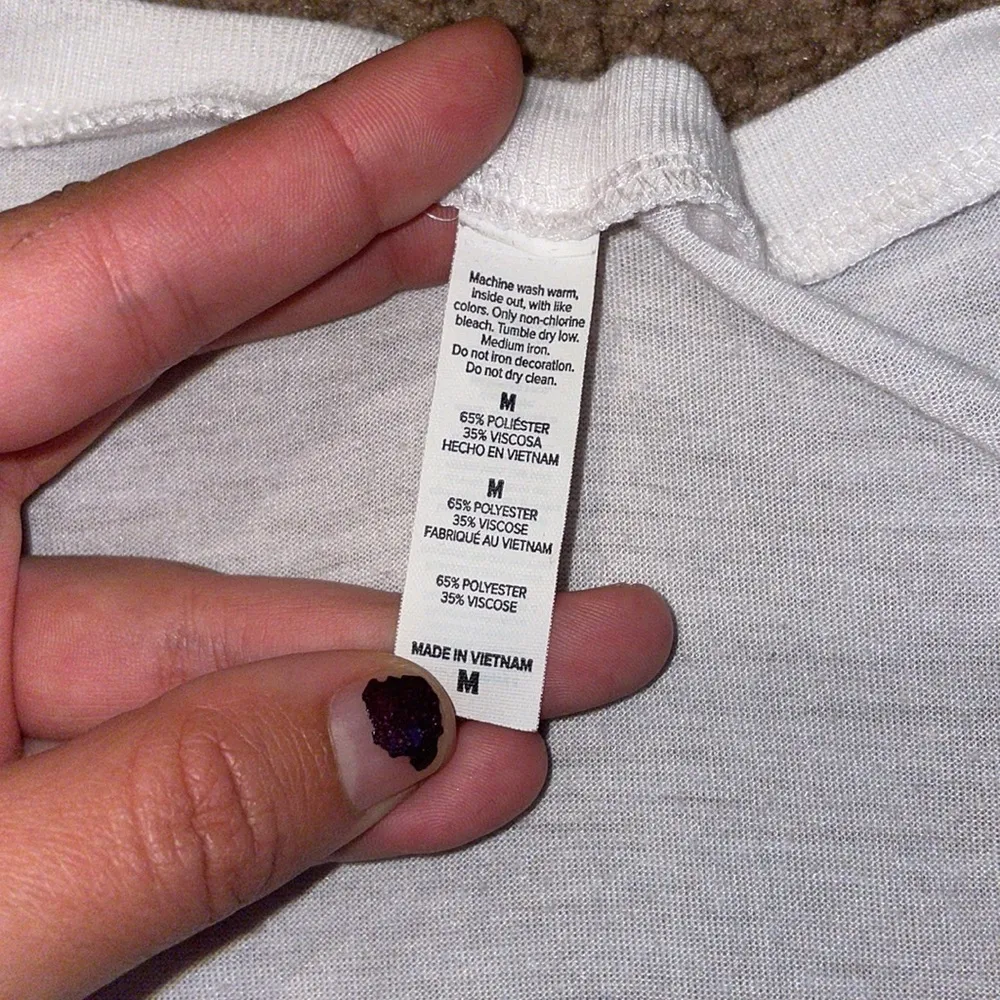 Machine wash warm,
inside out, with like
colors. Only non-chlorine
bleach. Tumble dry low.
Medium iron.
Do not iron decoration.
Do not dry clean.
M
65% POLIÉSTER
35% VISCOSA
HECHO EN VIETNAM
M
65% POLYESTER
35% VISCOSE
FABRIQUÉ AU VIETNAM
65% POLYESTER
35% VISCOSE
MADE IN VIETNAM
M